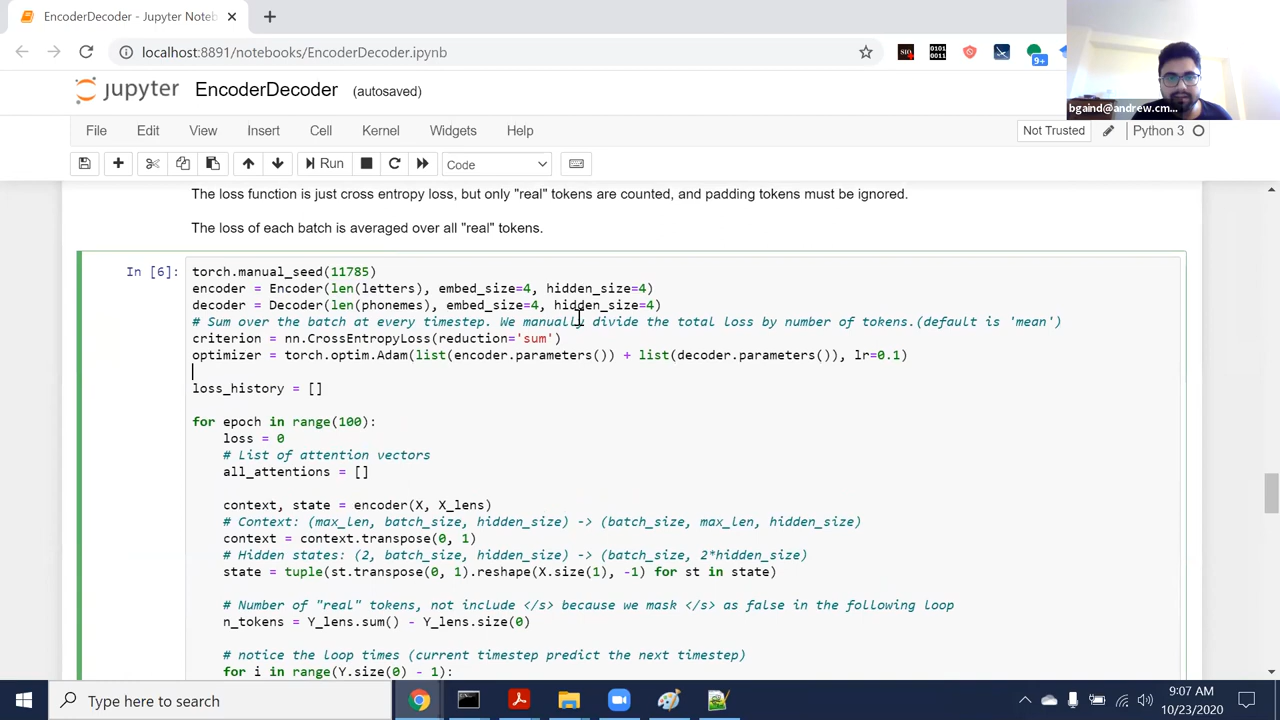 EncoderDecoder - Jupyter Noteb
localhost:8891/notebooks/EncoderDecoder.ipynb
SIO
0101
0011
9+
bgaind@andrew.cm...
jupyter EncoderDecoder (autosaved)
File Edit View Insert Cell Kernel Widgets Help
Not Trusted Python 3
Run Code
The loss function is just cross entropy loss, but only "real" tokens are counted, and padding tokens must be ignored.
The loss of each batch is averaged over all "real" tokens.
In [6]:
torch.manual_seed(11785)
encoder = Encoder(len(letters), embed_size=4, hidden_size=4)
decoder = Decoder(len(phonemes), embed_size=4, hidden_size=4)
# Sum over the batch at every timestep. We manually divide the total loss by number of tokens.(default is 'mean')
criterion = nn.CrossEntropyLoss(reduction='sum')
optimizer = torch.optim.Adam(list(encoder.parameters()) + list(decoder.parameters()), lr=0.1)
loss_history = []
for epoch in range(100):
loss = 0
# List of attention vectors
all_attentions = []
context, state = encoder(X, X_lens)
# Context: (max_len, batch_size, hidden_size) -> (batch_size, max_len, hidden_size)
context = context.transpose(0, 1)
# Hidden states: (2, batch_size, hidden_size) -> (batch_size, 2*hidden_size)
state = tuple(st.transpose(0, 1).reshape(X.size(1), -1) for st in state)
# Number of "real" tokens, not include </s> because we mask </s> as false in the following loop
n_tokens = Y_lens.sum() - Y_lens.size(0)
# notice the loop times (current timestep predict the next timestep)
for i in range(Y.size(0) - 1):
Type here to search
9:07 AM
10/23/2020